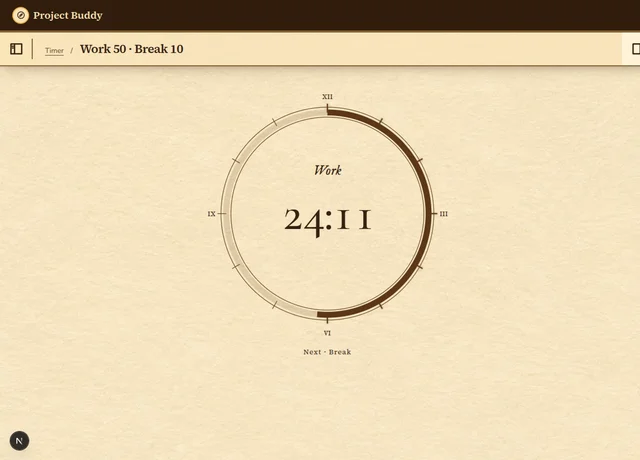 Project Buddy
Timer / Work 50 · Break 10
XII
Work
24:11
IX
III
VI
Next · Break
N